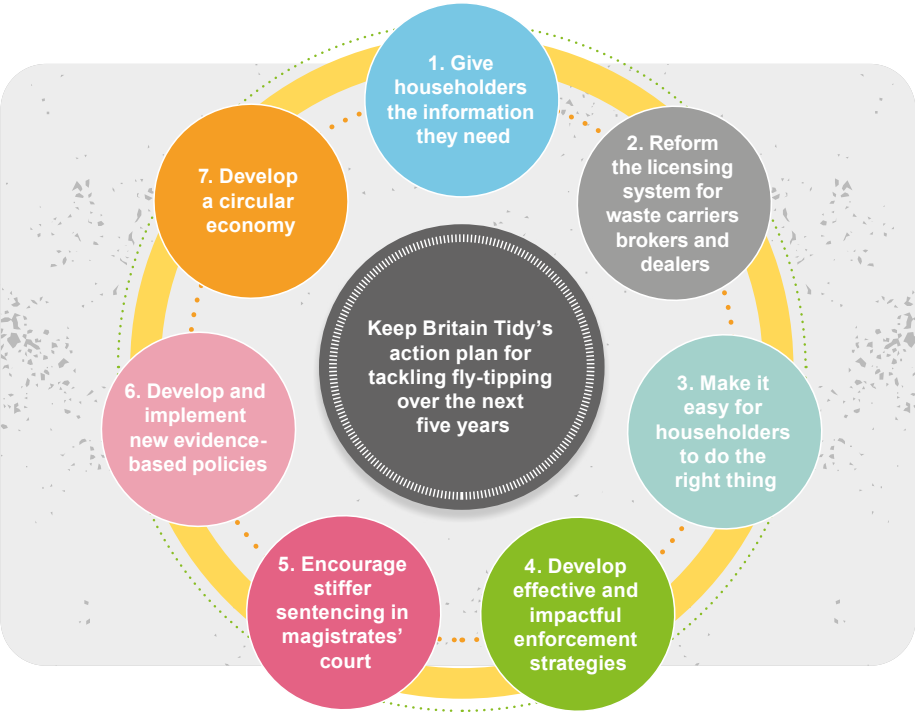 1. Give
householders
the information
they need
2. Reform
the licensing
system for
waste carriers
brokers and
dealers
3. Make it
easy for
householders
to do the
right thing
4. Develop
effective and
impactful
enforcement
strategies
5. Encourage
stiffer
sentencing in
magistrates’
court
6. Develop and
implement
new evidence-
based policies
7. Develop
a circular
economy
Keep Britain Tidy’s
action plan for
tackling fly-tipping
over the next
five years